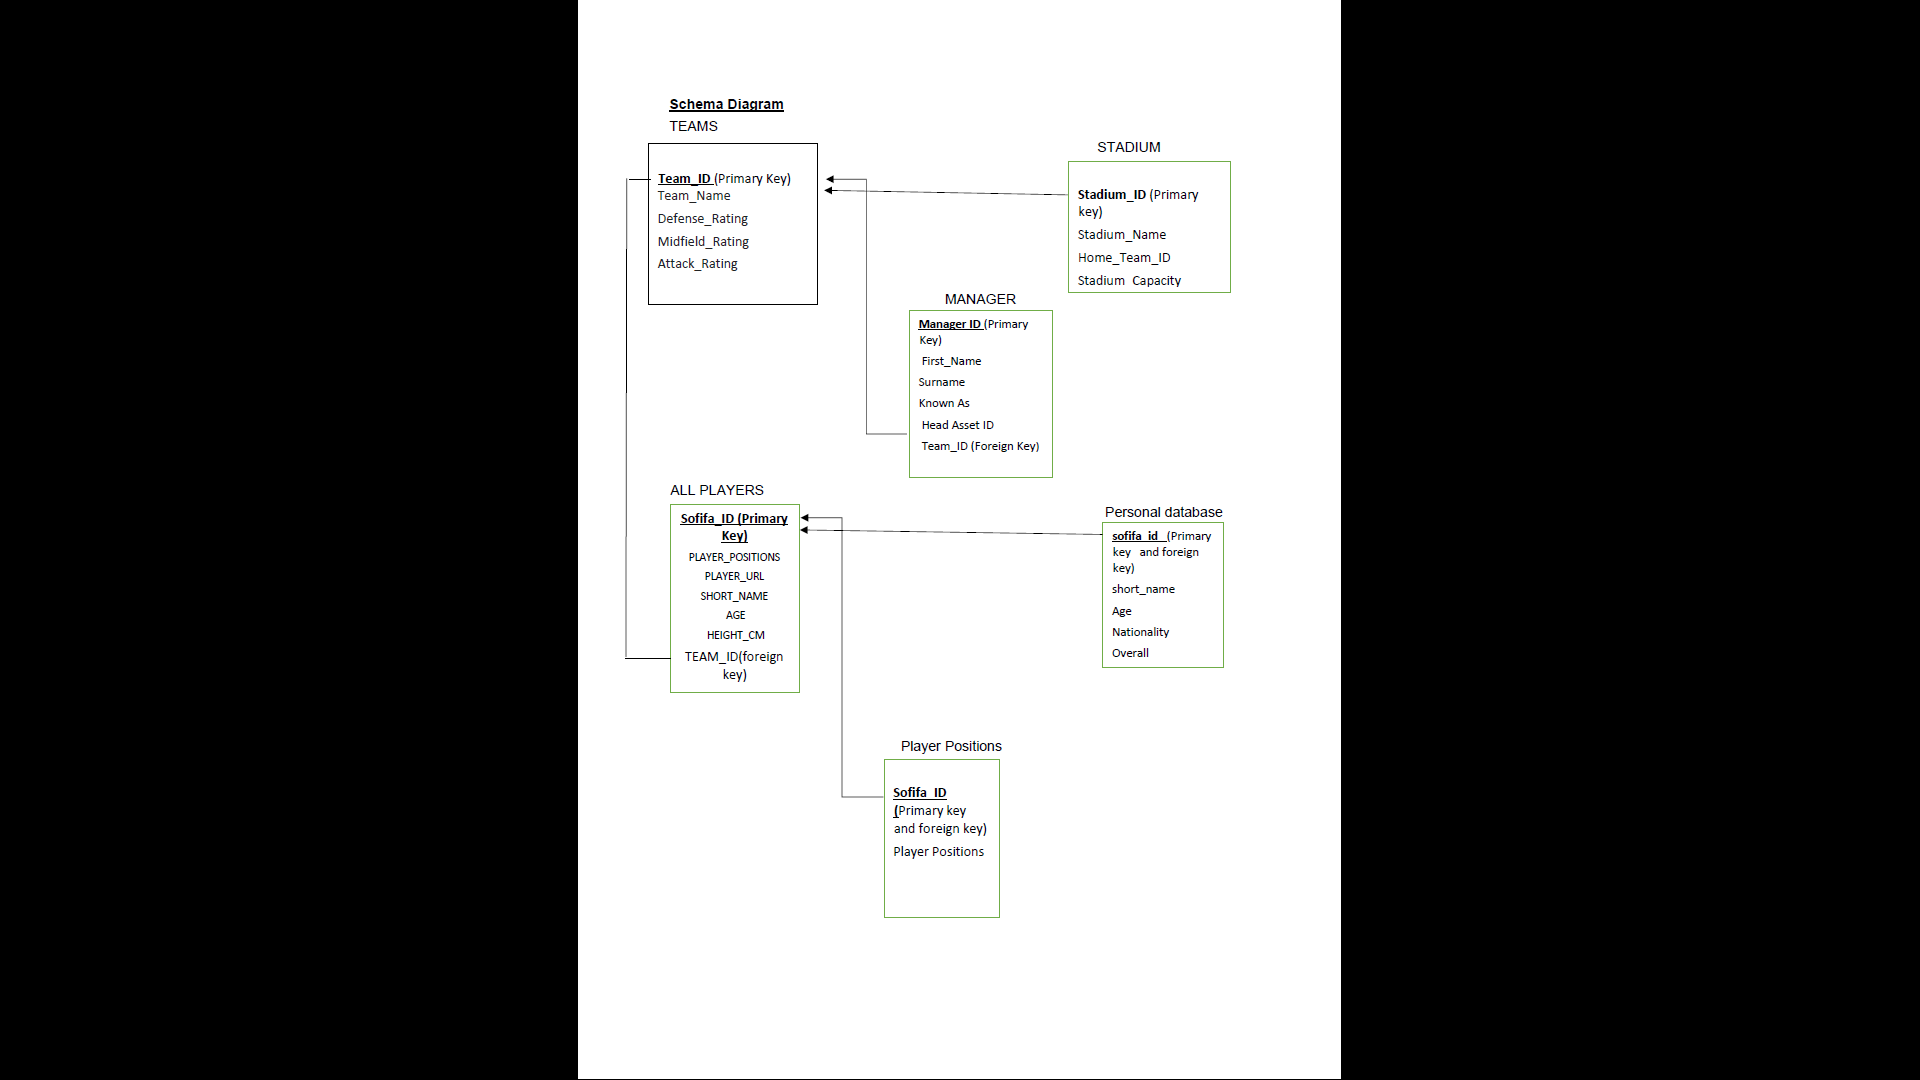 Schema Diagram
TEAMS
Team_ID (Primary Key)
Team_Name
Defense_Rating
Midfield_Rating
Attack_Rating
STADIUM
Stadium_ID (Primary
key)
Stadium_Name
Home_Team_ID
Stadium_Capacity
MANAGER
Manager ID (Primary
Key)
First_Name
Surname
Known As
Head Asset ID
Team_ID (Foreign Key)
ALL PLAYERS
Sofifa_ID (Primary
Key)
PLAYER_POSITIONS
PLAYER_URL
SHORT_NAME
AGE
HEIGHT_CM
TEAM_ID(foreign
key)
Personal database
sofifa_id (Primary
key and foreign
key)
short_name
Age
Nationality
Overall
Player Positions
Sofifa_ID
(Primary key
and foreign key)
Player Positions